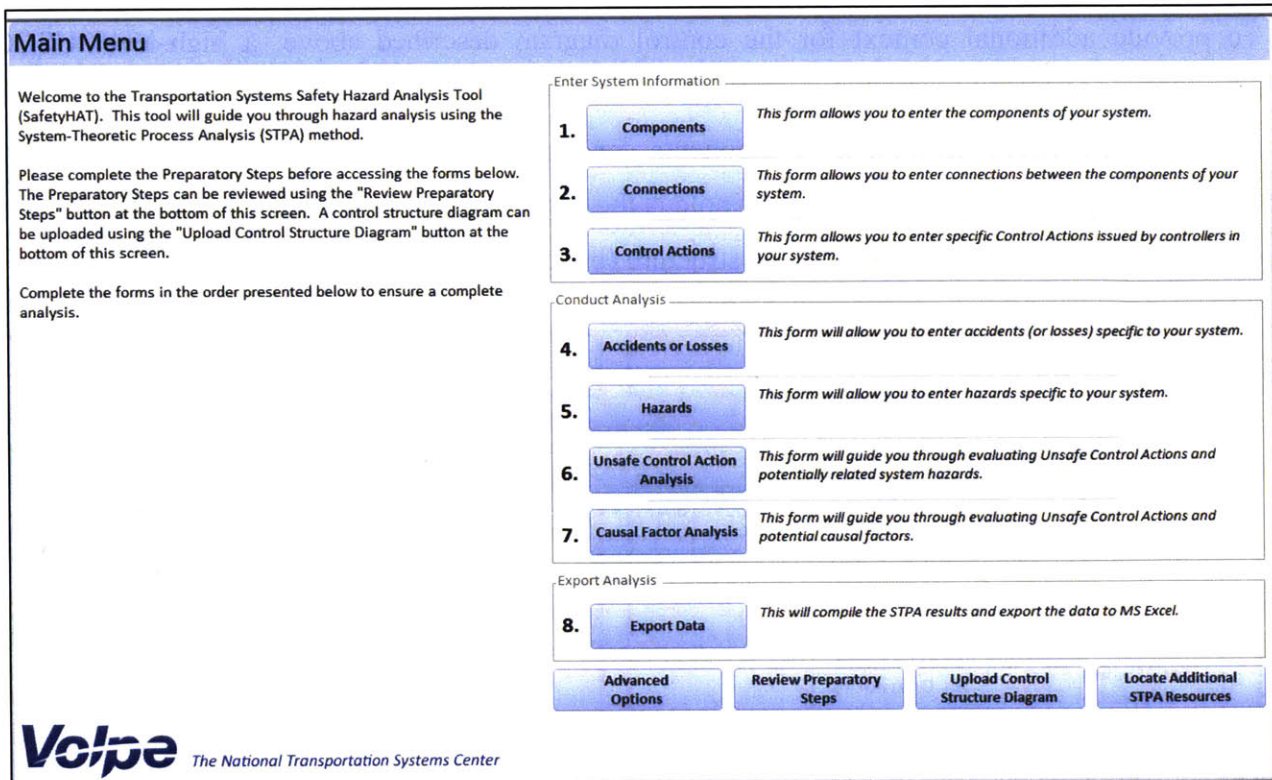 Main Menu
Welcome to the Transportation Systems Safety Hazard Analysis Tool
(SafetyHAT). This tool will guide you through hazard analysis using the
System-Theoretic Process Analysis (STPA) method.
Please complete the Preparatory Steps before accessing the forms below.
The Preparatory Steps can be reviewed using the "Review Preparatory
Steps" button at the bottom of this screen. A control structure diagram can
be uploaded using the "Upload Control Structure Diagram" button at the
bottom of this screen.
Complete the forms in the order presented below to ensure a complete
analysis.
Enter System Information
1. Components
This form allows you to enter the components of your system.
2. Connections
This form allows you to enter connections between the components of your
system.
3. Control Actions
This form allows you to enter specific Control Actions issued by controllers in
your system.
Conduct Analysis
4. Accidents or Losses
This form will allow you to enter accidents (or losses) specific to your system.
5. Hazards
This form will allow you to enter hazards specific to your system.
6. Unsafe Control Action
Analysis
This form will guide you through evaluating Unsafe Control Actions and
potentially related system hazards.
7. Causal Factor Analysis
This form will guide you through evaluating Unsafe Control Actions and
potential causal factors.
Export Analysis
8. Export Data
This will compile the STPA results and export the data to MS Excel.
Advanced
Options
Review Preparatory
Steps
Upload Control
Structure Diagram
Locate Additional
STPA Resources
Volpe The National Transportation Systems Center